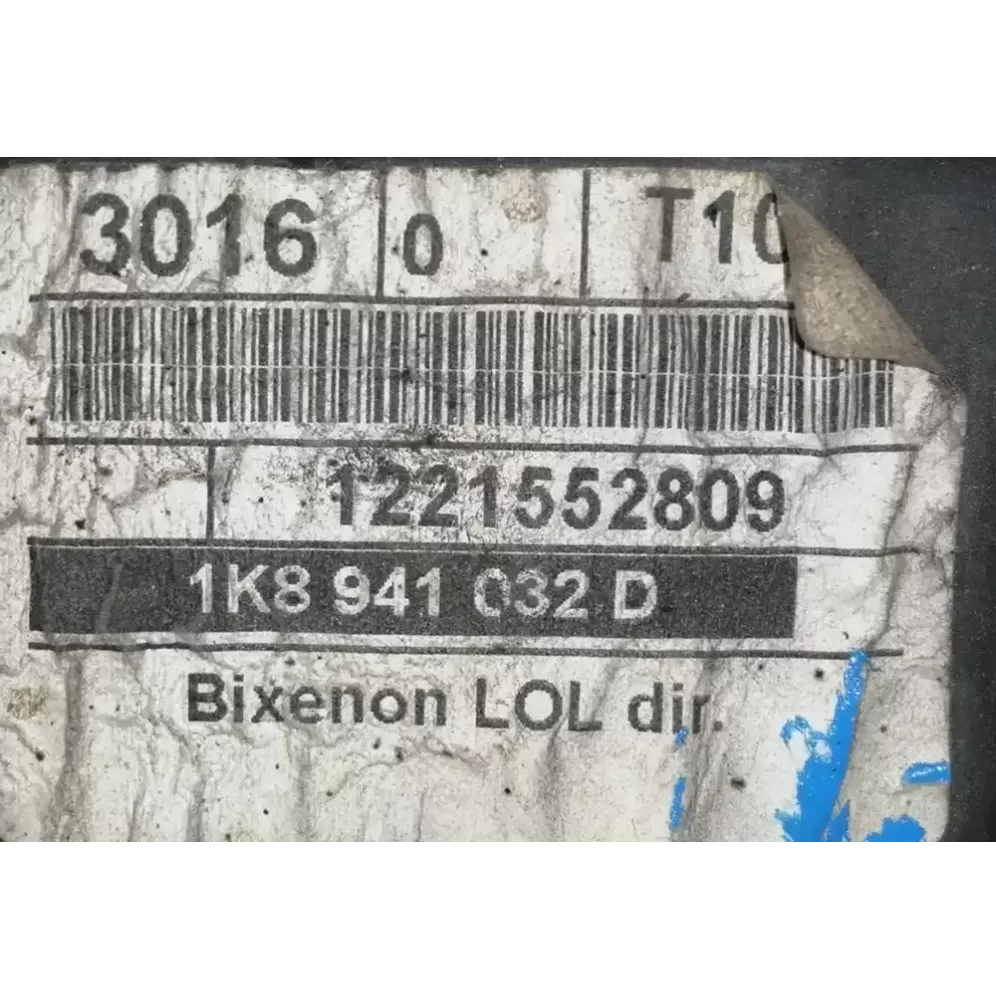 3016 0 T10
1221552809
1K8 941 032 D
Bixenon LOL dir.